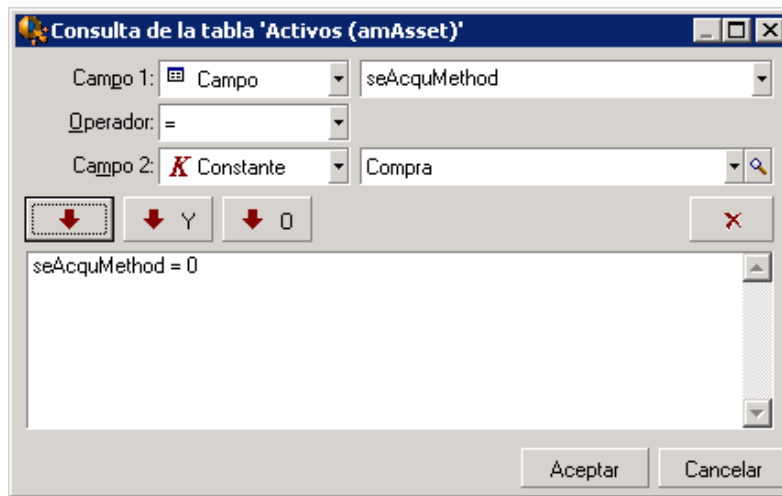 Consulta de la tabla 'Activos (amAsset)'
Campo 1: Campo seAcquMethod
Operador: =
Campo 2: K Constante Compra
Y O
seAcquMethod = 0
Aceptar Cancelar